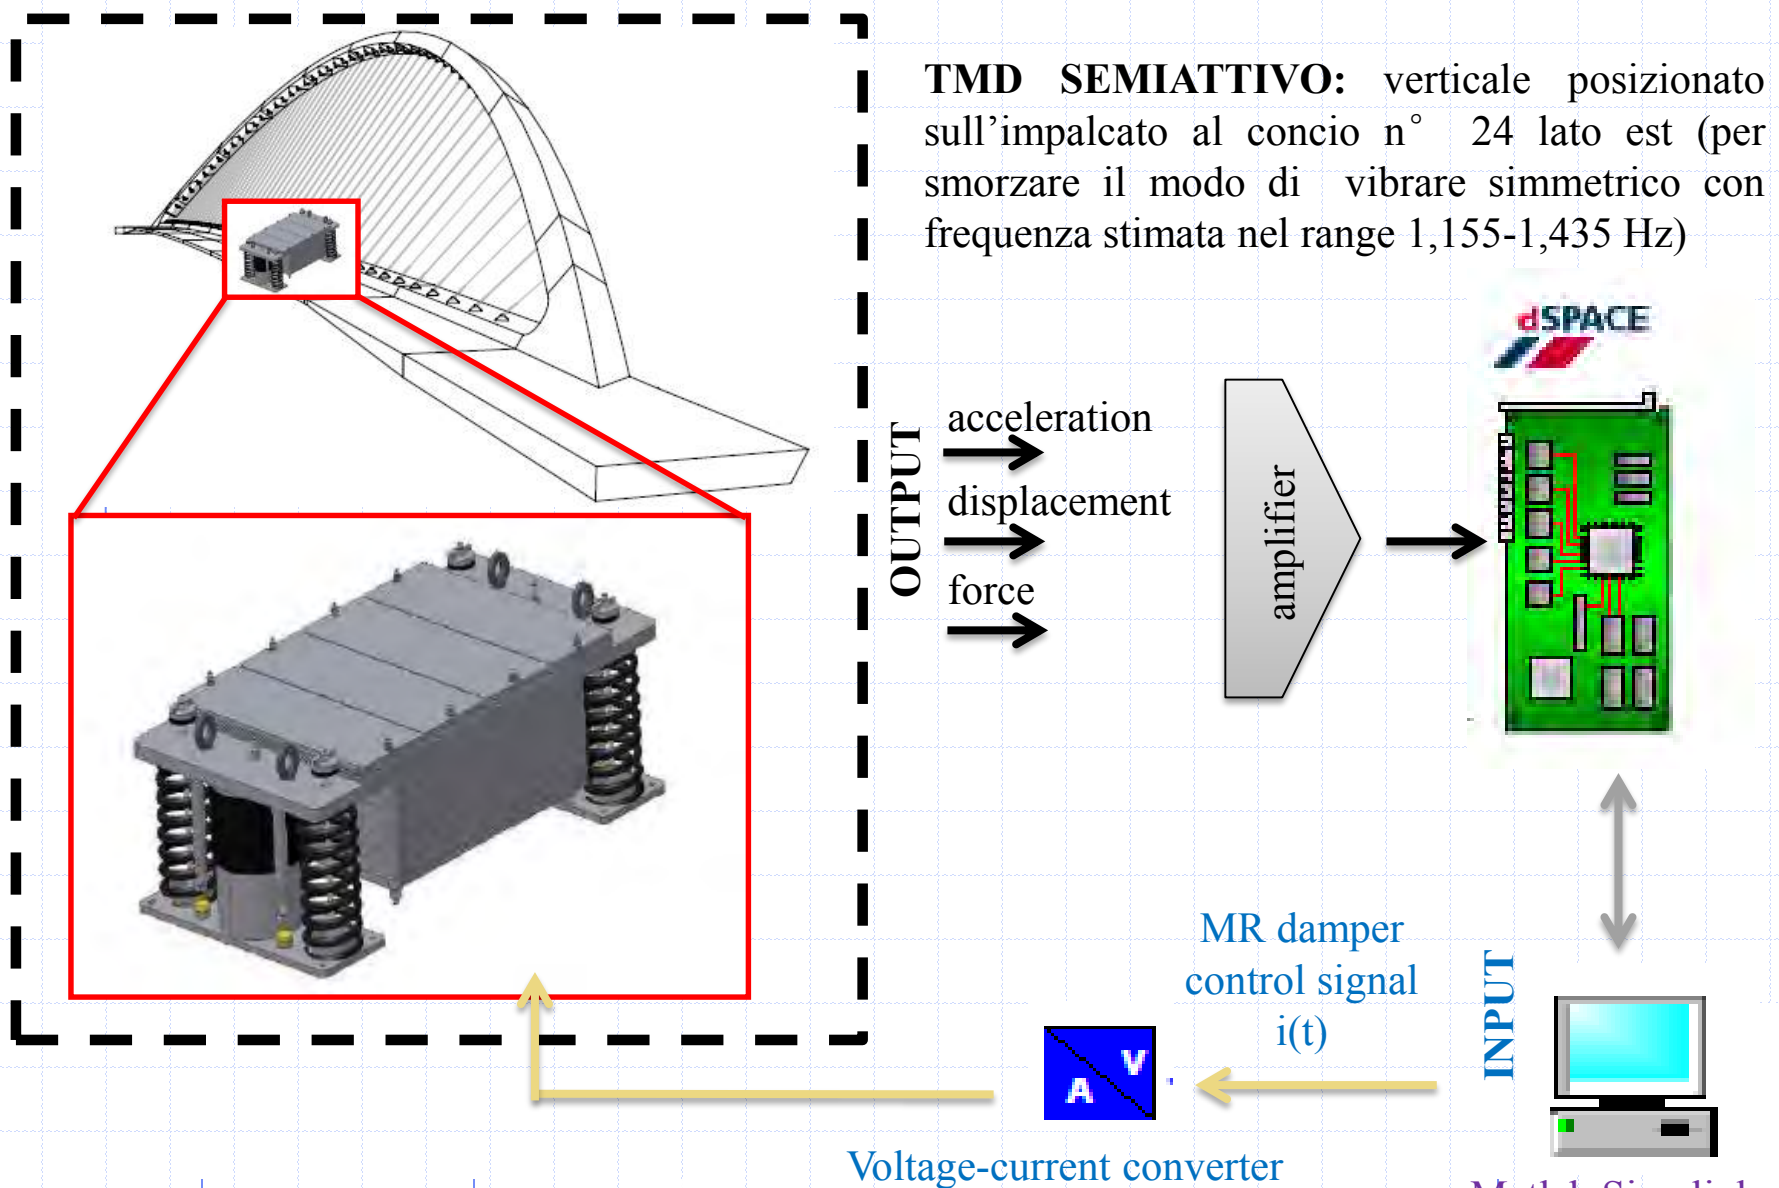 TMD SEMIATTIVO: verticale posizionato
sull’impalcato al concio n° 24 lato est (per
smorzare il modo di vibrare simmetrico con
frequenza stimata nel range 1,155-1,435 Hz)
dSPACE
OUTPUT
acceleration
displacement
force
amplifier
MR damper
control signal
i(t)
INPUT
A V
Voltage-current converter